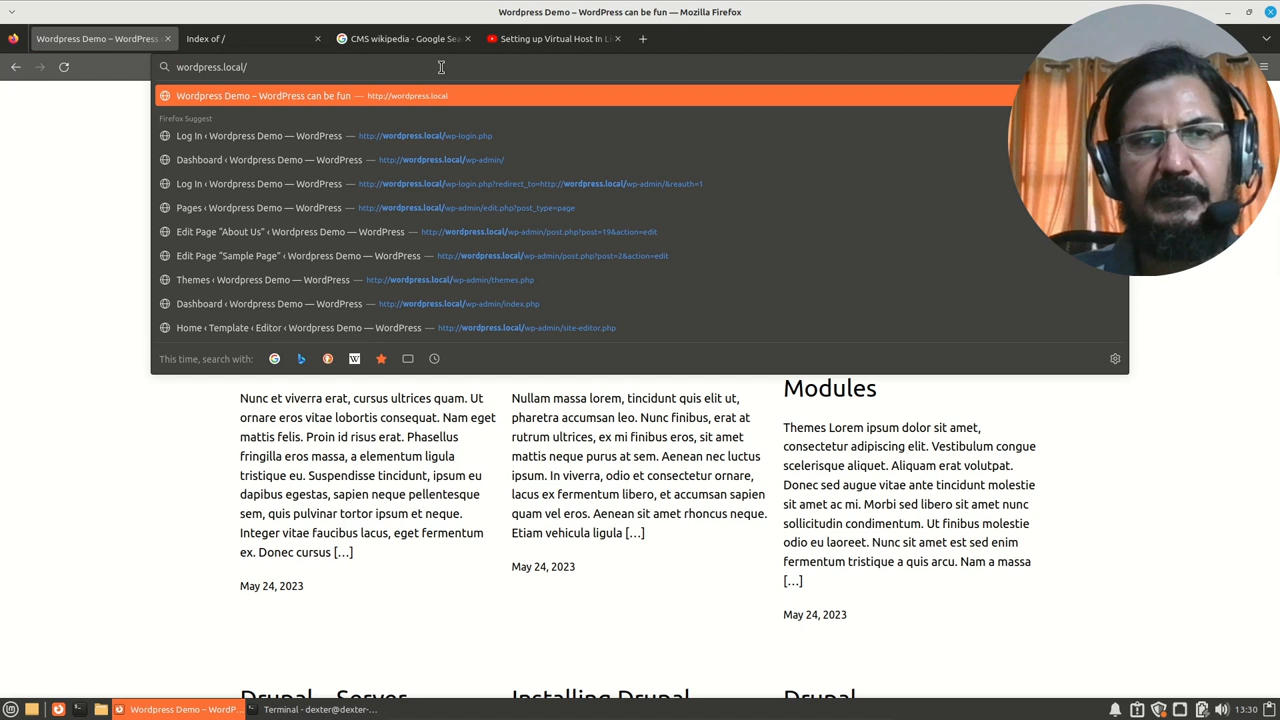 Wordpress Demo – WordPress can be fun — Mozilla Firefox
Wordpress Demo – WordPress
Index of /
CMS wikipedia - Google Sea
Setting up Virtual Host In Li
wordpress.local/
Wordpress Demo – WordPress can be fun — http://wordpress.local
Firefox Suggest
Log In ‹ Wordpress Demo — WordPress — http://wordpress.local/wp-login.php
Dashboard ‹ Wordpress Demo — WordPress — http://wordpress.local/wp-admin/
Log In ‹ Wordpress Demo — WordPress — http://wordpress.local/wp-login.php?redirect_to=http://wordpress.local/wp-admin/&reauth=1
Pages ‹ Wordpress Demo — WordPress — http://wordpress.local/wp-admin/edit.php?post_type=page
Edit Page “About Us” ‹ Wordpress Demo — WordPress — http://wordpress.local/wp-admin/post.php?post=19&action=edit
Edit Page “Sample Page” ‹ Wordpress Demo — WordPress — http://wordpress.local/wp-admin/post.php?post=2&action=edit
Themes ‹ Wordpress Demo — WordPress — http://wordpress.local/wp-admin/themes.php
Dashboard ‹ Wordpress Demo — WordPress — http://wordpress.local/wp-admin/index.php
Home ‹ Template ‹ Editor ‹ Wordpress Demo — WordPress — http://wordpress.local/wp-admin/site-editor.php
This time, search with:
Nunc et viverra erat, cursus ultrices quam. Ut
ornare eros vitae lobortis consequat. Nam eget
mattis felis. Proin id risus erat. Phasellus
fringilla eros massa, a elementum ligula
tristique eu. Suspendisse tincidunt, ipsum eu
dapibus egestas, sapien neque pellentesque
sem, quis pulvinar tortor ipsum et neque.
Integer vitae faucibus lacus, eget fermentum
ex. Donec cursus […]
May 24, 2023
Nullam massa lorem, tincidunt quis elit ut,
pharetra accumsan leo. Nunc finibus, erat at
rutrum ultrices, ex mi finibus eros, sit amet
mattis neque purus at sem. Aenean nec luctus
ipsum. In viverra, odio et consectetur ornare,
lacus ex fermentum libero, et accumsan sapien
quam vel eros. Aenean sit amet rhoncus neque.
Etiam vehicula ligula […]
May 24, 2023
Modules
Themes Lorem ipsum dolor sit amet,
consectetur adipiscing elit. Vestibulum congue
scelerisque aliquet. Aliquam erat volutpat.
Donec sed augue vitae ante tincidunt molestie
sit amet ac mi. Morbi sed libero sit amet nunc
sollicitudin condimentum. Ut finibus molestie
odio eu laoreet. Nunc sit amet est sed enim
fermentum tristique a quis arcu. Nam a massa
[…]
May 24, 2023
Drupal – Server
Installing Drupal
Drupal
Wordpress Demo – WordP...
Terminal - dexter@dexter-...
13:30